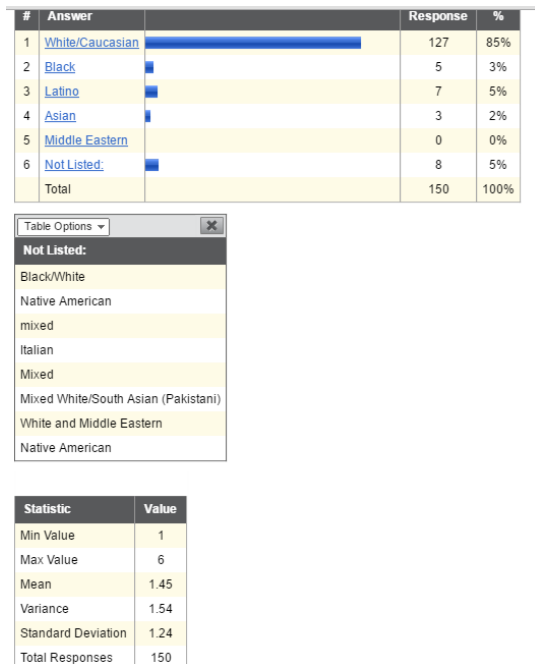 # Answer Response %
1 White/Caucasian 127 85%
2 Black 5 3%
3 Latino 7 5%
4 Asian 3 2%
5 Middle Eastern 0 0%
6 Not Listed: 8 5%
Total 150 100%
Table Options
Not Listed:
Black/White
Native American
mixed
Italian
Mixed
Mixed White/South Asian (Pakistani)
White and Middle Eastern
Native American
Statistic Value
Min Value 1
Max Value 6
Mean 1.45
Variance 1.54
Standard Deviation 1.24
Total Responses 150